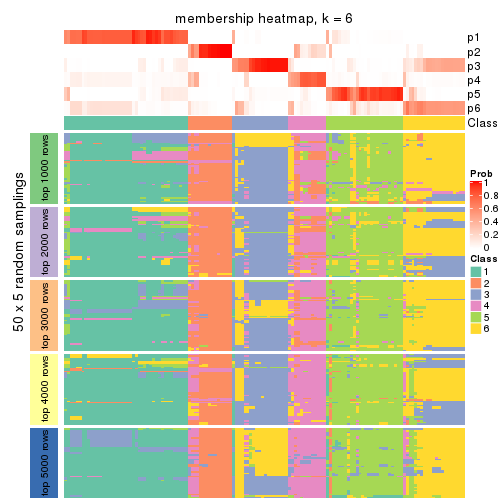 membership heatmap, k = 6
p1
p2
p3
p4
p5
p6
Class
50 x 5 random samplings
top 1000 rows
top 2000 rows
top 3000 rows
top 4000 rows
top 5000 rows
Prob
1
0.8
0.6
0.4
0.2
0
Class
1
2
3
4
5
6